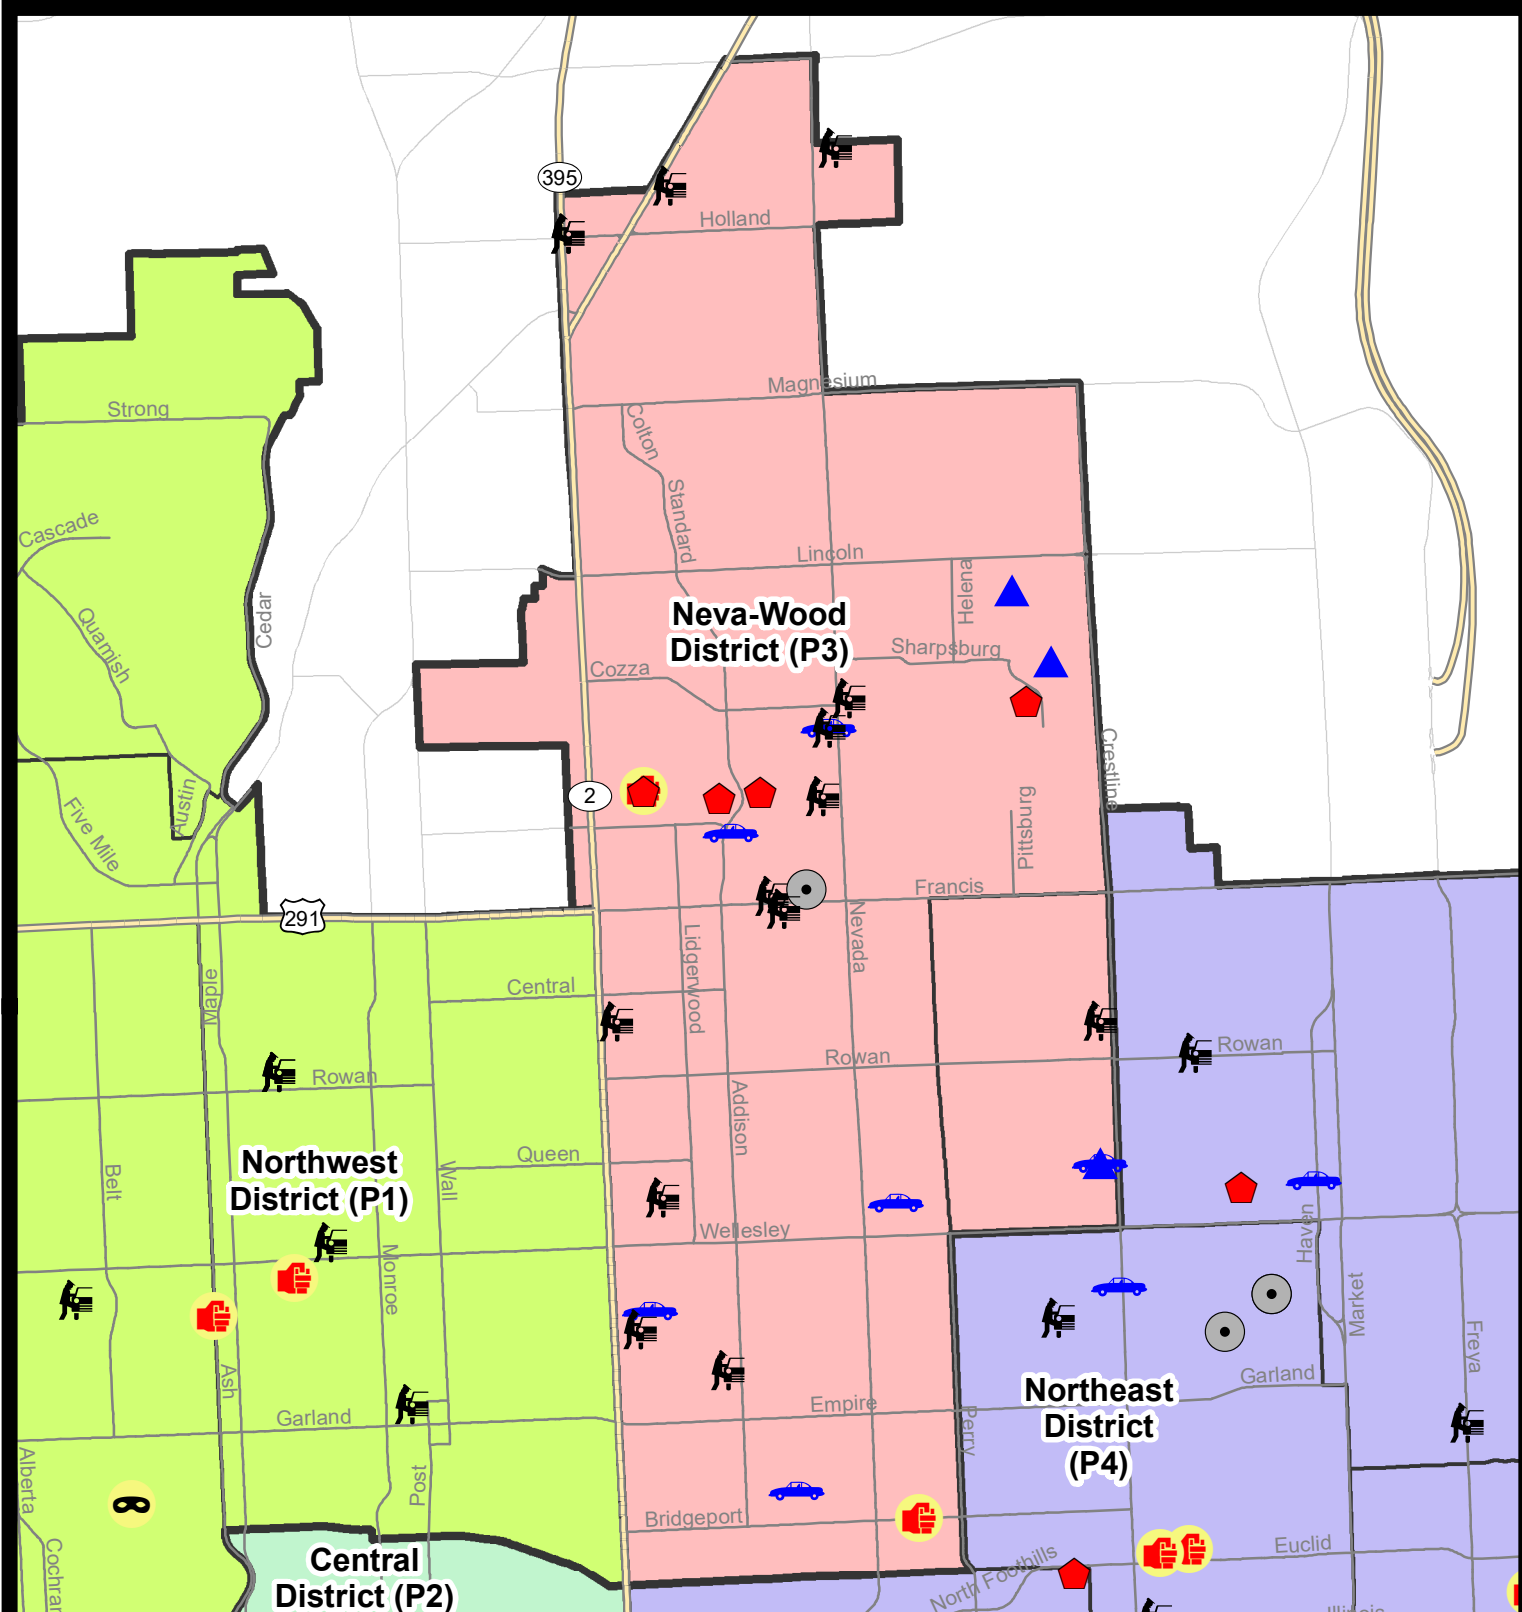 395
Holland
Magnesium
Strong
Colton
Standard
Cascade
Lincoln
Helena
Quamish
Cedar
Neva-Wood
District (P3)
Sharpsburg
Cozza
Crestline
2
Austin
Five Mile
Pittsburg
Francis
291
Nevada
Lidgerwood
Maple
Central
Rowan
Rowan
Rowan
Addison
Queen
Northwest
District (P1)
Belt
Wall
Wellesley
Haven
Monroe
Market
Freya
Ash
Garland
Northeast
District
(P4)
Empire
Garland
Perry
Alberta
Post
Bridgeport
Euclid
Cochran
Central
District (P2)
North Foothills